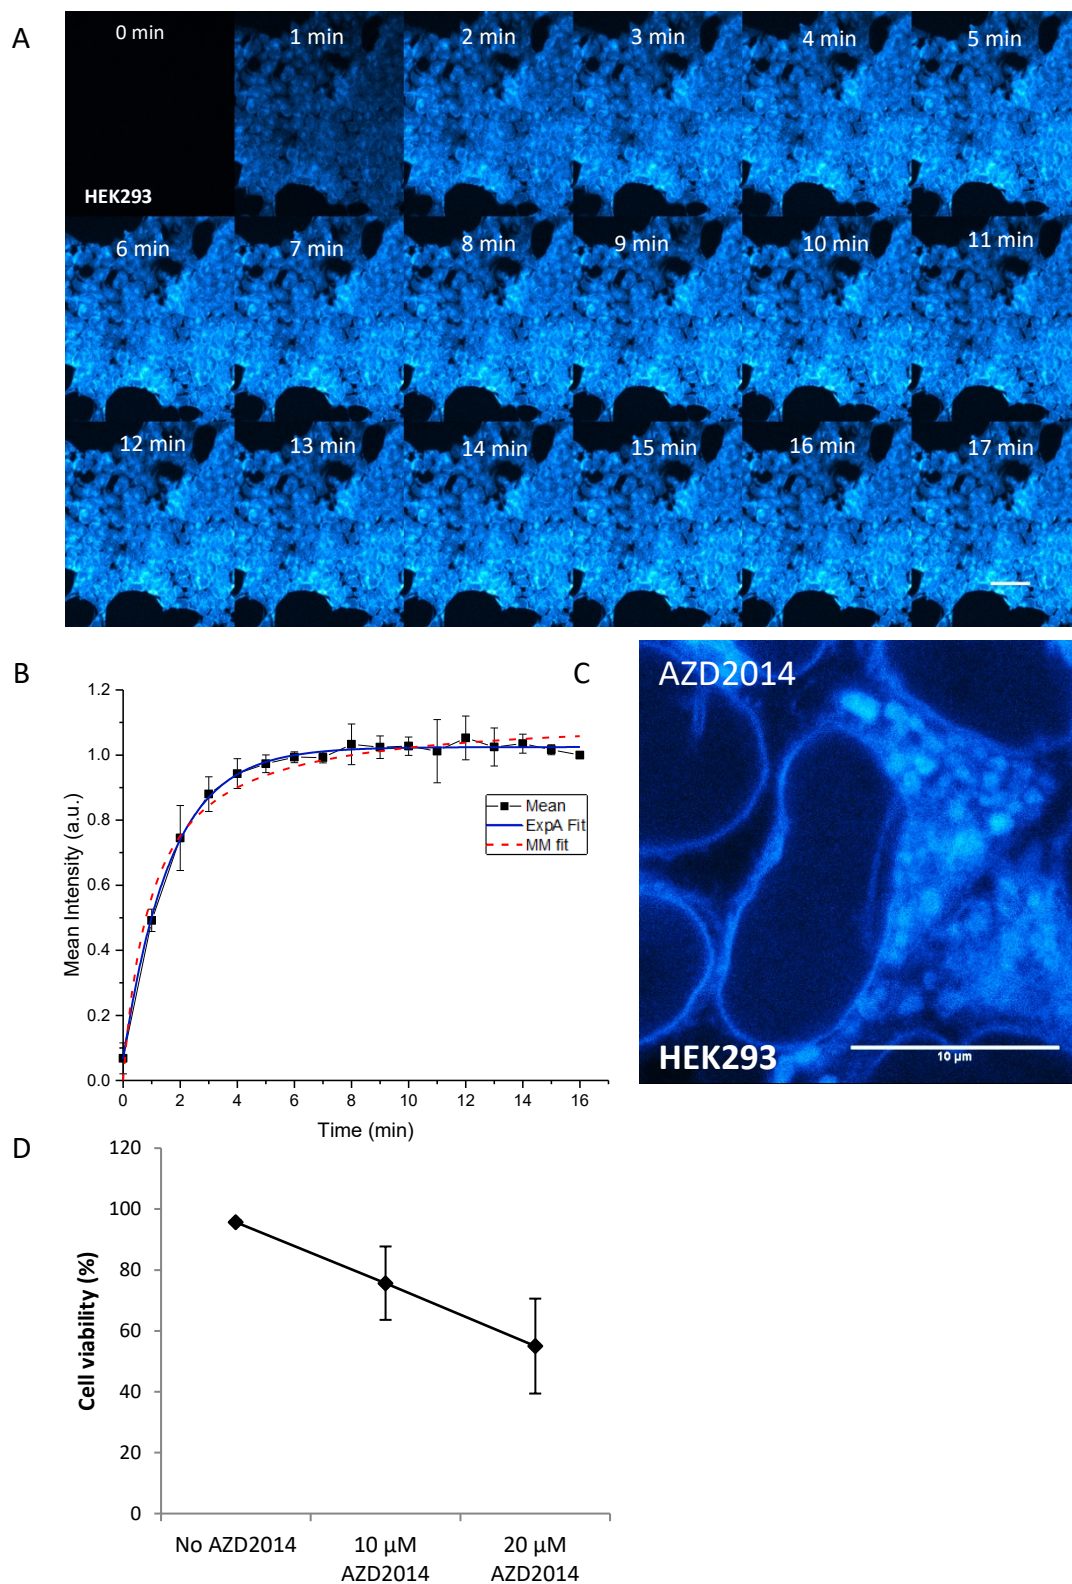 A
0 min
1 min
2 min
3 min
4 min
5 min
HEK293
6 min
7 min
8 min
9 min
10 min
11 min
12 min
13 min
14 min
15 min
16 min
17 min
B
1.2
1.0
0.8
0.6
0.4
0.2
0.0
Mean Intensity (a.u.)
Mean
ExpA Fit
MM fit
0 2 4 6 8 10 12 14 16
Time (min)
C
AZD2014
HEK293
10 µm
D
120
100
80
60
40
20
0
Cell viability (%)
No AZD2014
10 µM
AZD2014
20 µM
AZD2014